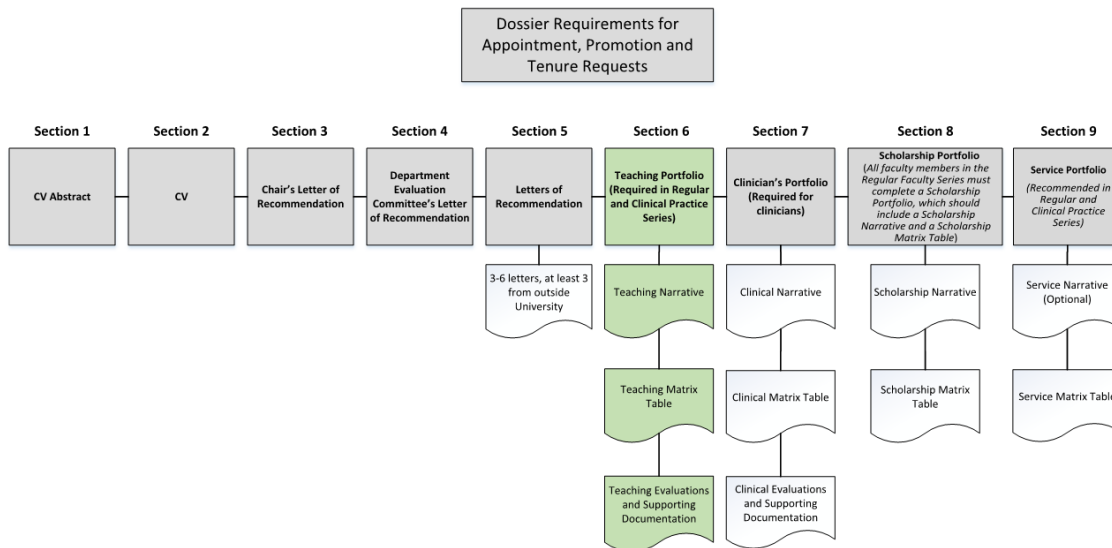 Dossier Requirements for
Appointment, Promotion and
Tenure Requests
Section 1
Section 2
Section 3
Section 4
Section 5
Section 6
Section 7
Section 8
Section 9
CV Abstract
CV
Chair's Letter of
Recommendation
Department
Evaluation
Committee's Letter
of Recommendation
Letters of
Recommendation
Teaching Portfolio
(Required in Regular
and Clinical Practice
Series)
Clinician's Portfolio
(Required for
clinicians)
Scholarship Portfolio
(All faculty members in the
Regular Faculty Series must
complete a Scholarship
Portfolio, which should
include a Scholarship
Narrative and a Scholarship
Matrix Table)
Service Portfolio
(Recommended in
Regular and
Clinical Practice
Series)
3-6 letters, at least 3
from outside
University
Teaching Narrative
Clinical Narrative
Scholarship Narrative
Service Narrative
(Optional)
Teaching Matrix
Table
Clinical Matrix Table
Scholarship Matrix
Table
Service Matrix Table
Teaching Evaluations
and Supporting
Documentation
Clinical Evaluations
and Supporting
Documentation